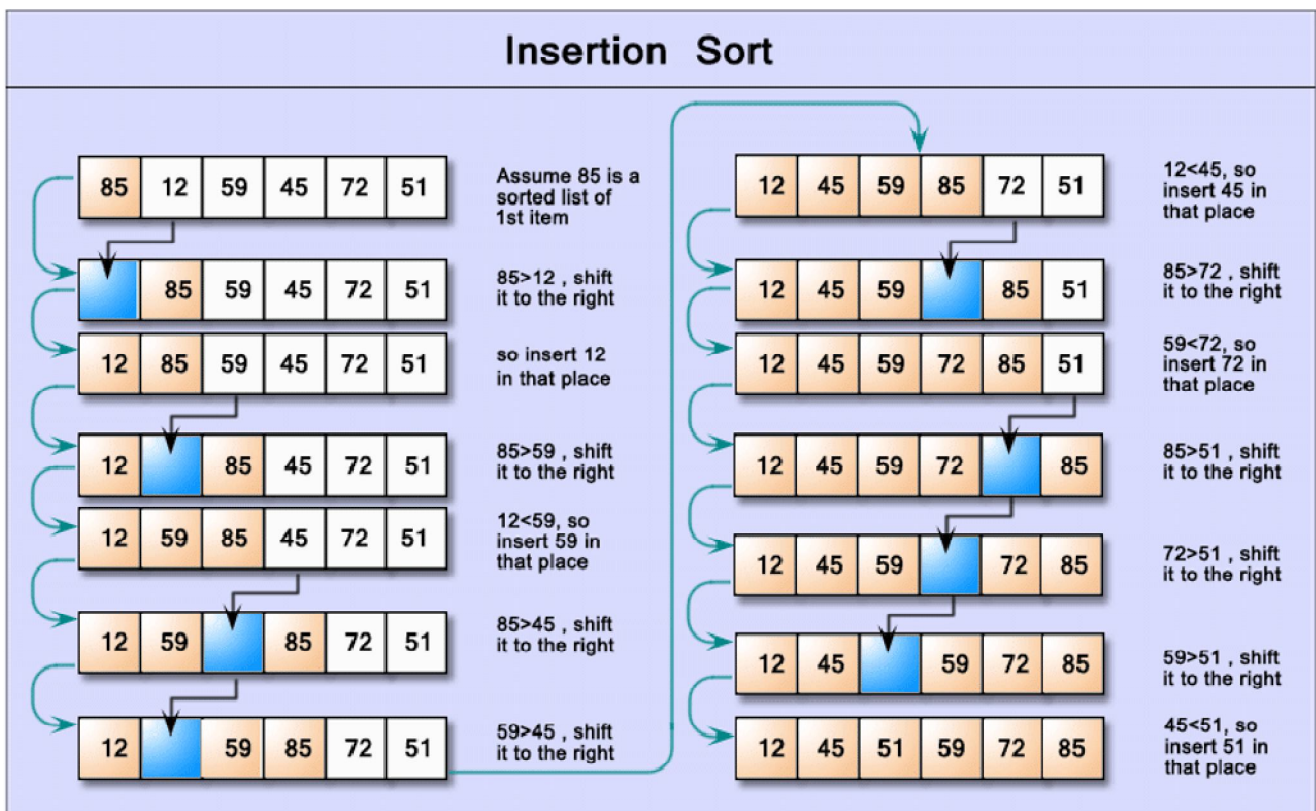 Insertion Sort
85 12 59 45 72 51
Assume 85 is a
sorted list of
1st item
85 59 45 72 51
85>12 , shift
it to the right
12 85 59 45 72 51
so insert 12
in that place
12 85 45 72 51
85>59 , shift
it to the right
12 59 85 45 72 51
12<59, so
insert 59 in
that place
12 59 85 72 51
85>45 , shift
it to the right
12 59 85 72 51
59>45 , shift
it to the right
12 45 59 85 72 51
12<45, so
insert 45 in
that place
12 45 59 85 51
85>72 , shift
it to the right
12 45 59 72 85 51
59<72, so
insert 72 in
that place
12 45 59 72 85
85>51 , shift
it to the right
12 45 59 72 85
72>51 , shift
it to the right
12 45 59 72 85
59>51 , shift
it to the right
12 45 51 59 72 85
45<51, so
insert 51 in
that place